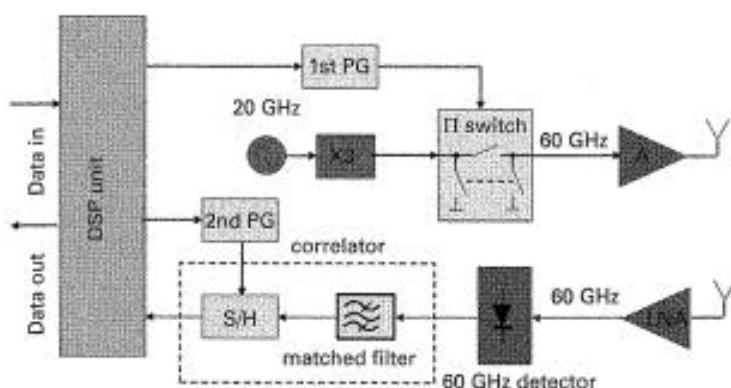 1st PG
20 GHz
Π switch
60 GHz
X3
A
Data in
DSP unit
2nd PG
correlator
Data out
S/H
matched filter
60 GHz
LNA
60 GHz detector